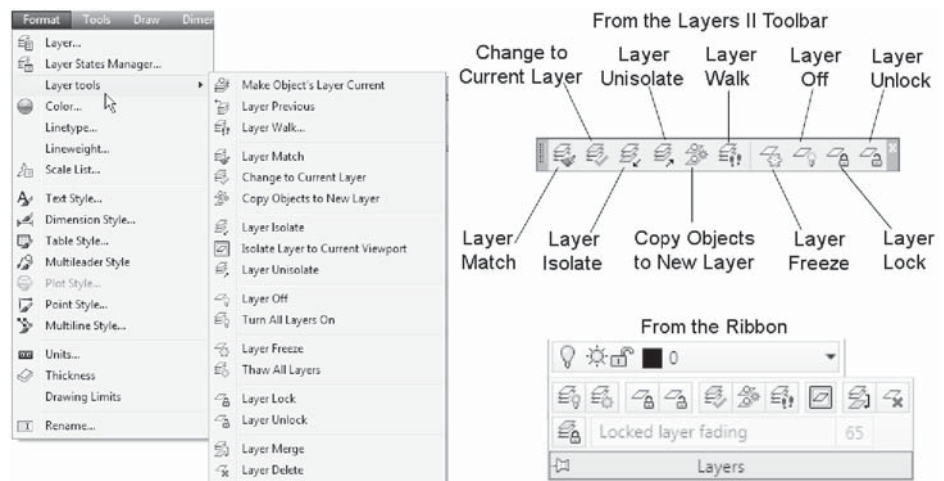 Format Tools Draw Dimen
Layer...
Layer States Manager...
Layer tools
Color...
Linetype...
Lineweight...
Scale List...
Text Style...
Dimension Style...
Table Style...
Multileader Style
Plot Style...
Point Style...
Multiline Style...
Units...
Thickness
Drawing Limits
Rename...
Make Object's Layer Current
Layer Previous
Layer Walk...
Layer Match
Change to Current Layer
Copy Objects to New Layer
Layer Isolate
Isolate Layer to Current Viewport
Layer Unisolate
Layer Off
Turn All Layers On
Layer Freeze
Thaw All Layers
Layer Lock
Layer Unlock
Layer Merge
Layer Delete
From the Layers II Toolbar
Change to
Current Layer
Layer
Unisolate
Layer
Walk
Layer
Off
Layer
Unlock
Layer
Match
Layer
Isolate
Copy Objects
to New Layer
Layer
Freeze
Layer
Lock
From the Ribbon
0
Locked layer fading 65
Layers